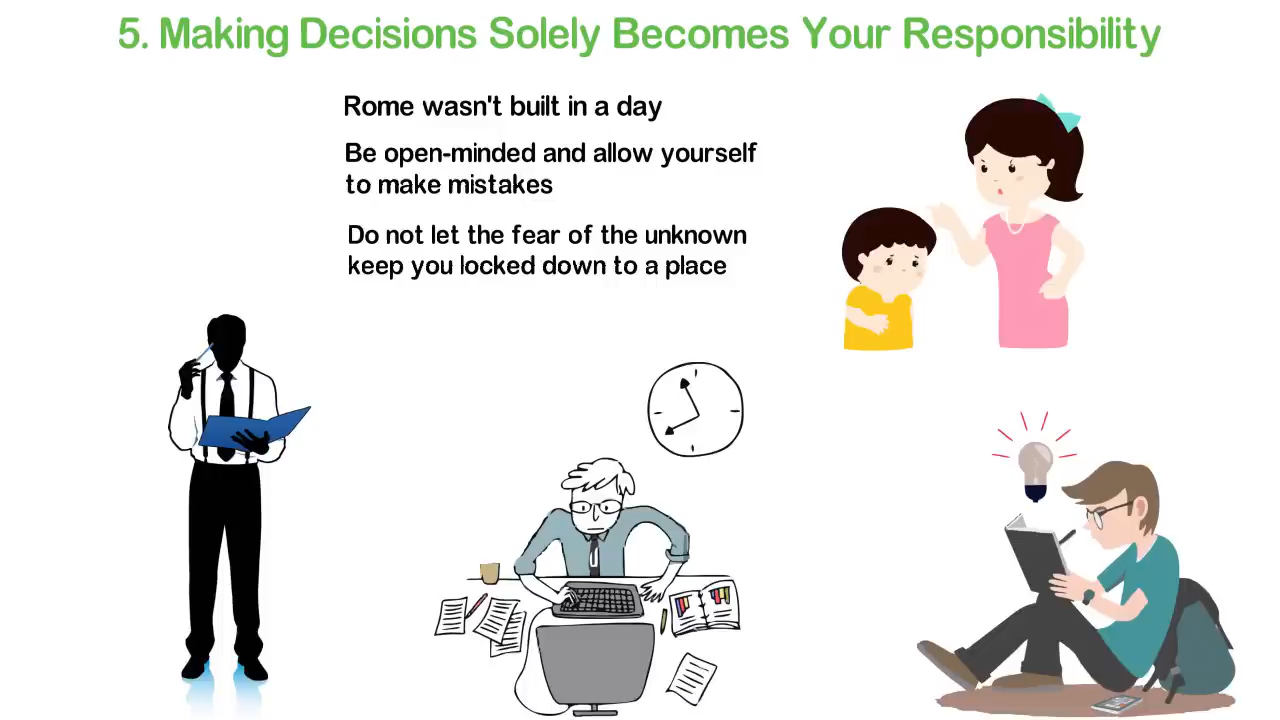 5. Making Decisions Solely Becomes Your Responsibility
Rome wasn't built in a day
Be open-minded and allow yourself
to make mistakes
Do not let the fear of the unknown
keep you locked down to a place